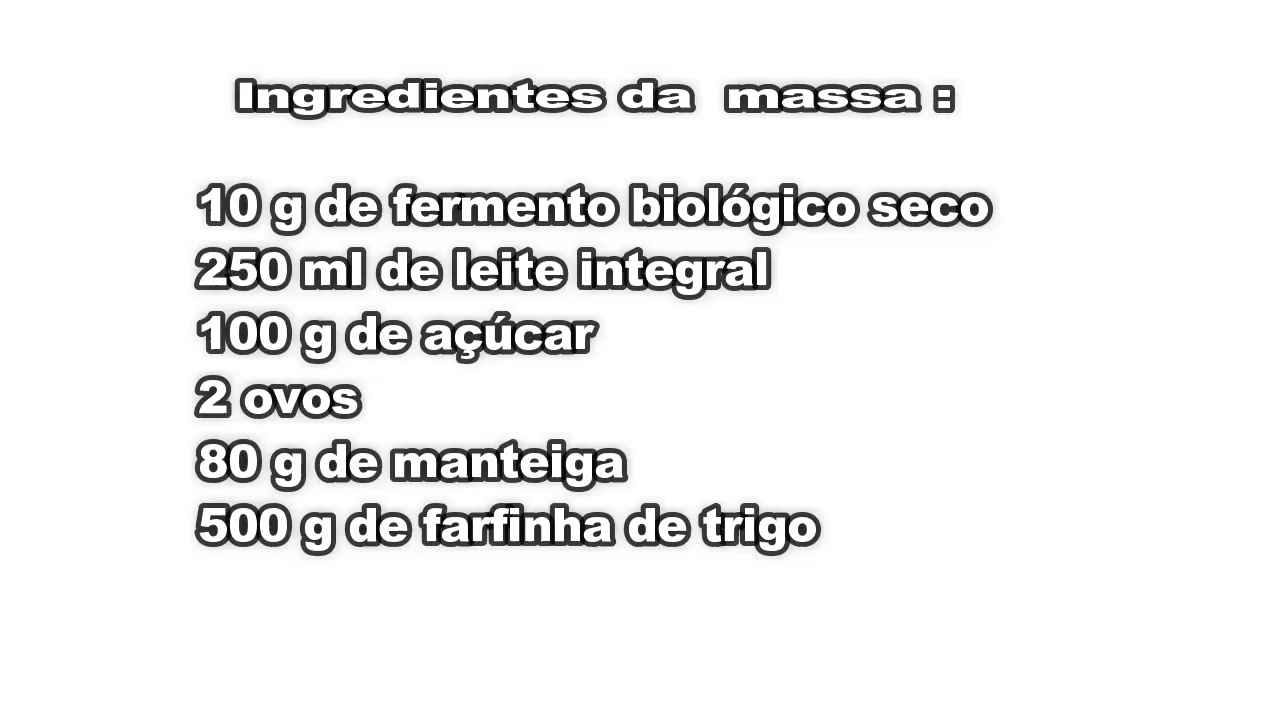 Ingredientes da massa :
10 g de fermento biológico seco
250 ml de leite integral
100 g de açúcar
2 ovos
80 g de manteiga
500 g de farfinha de trigo